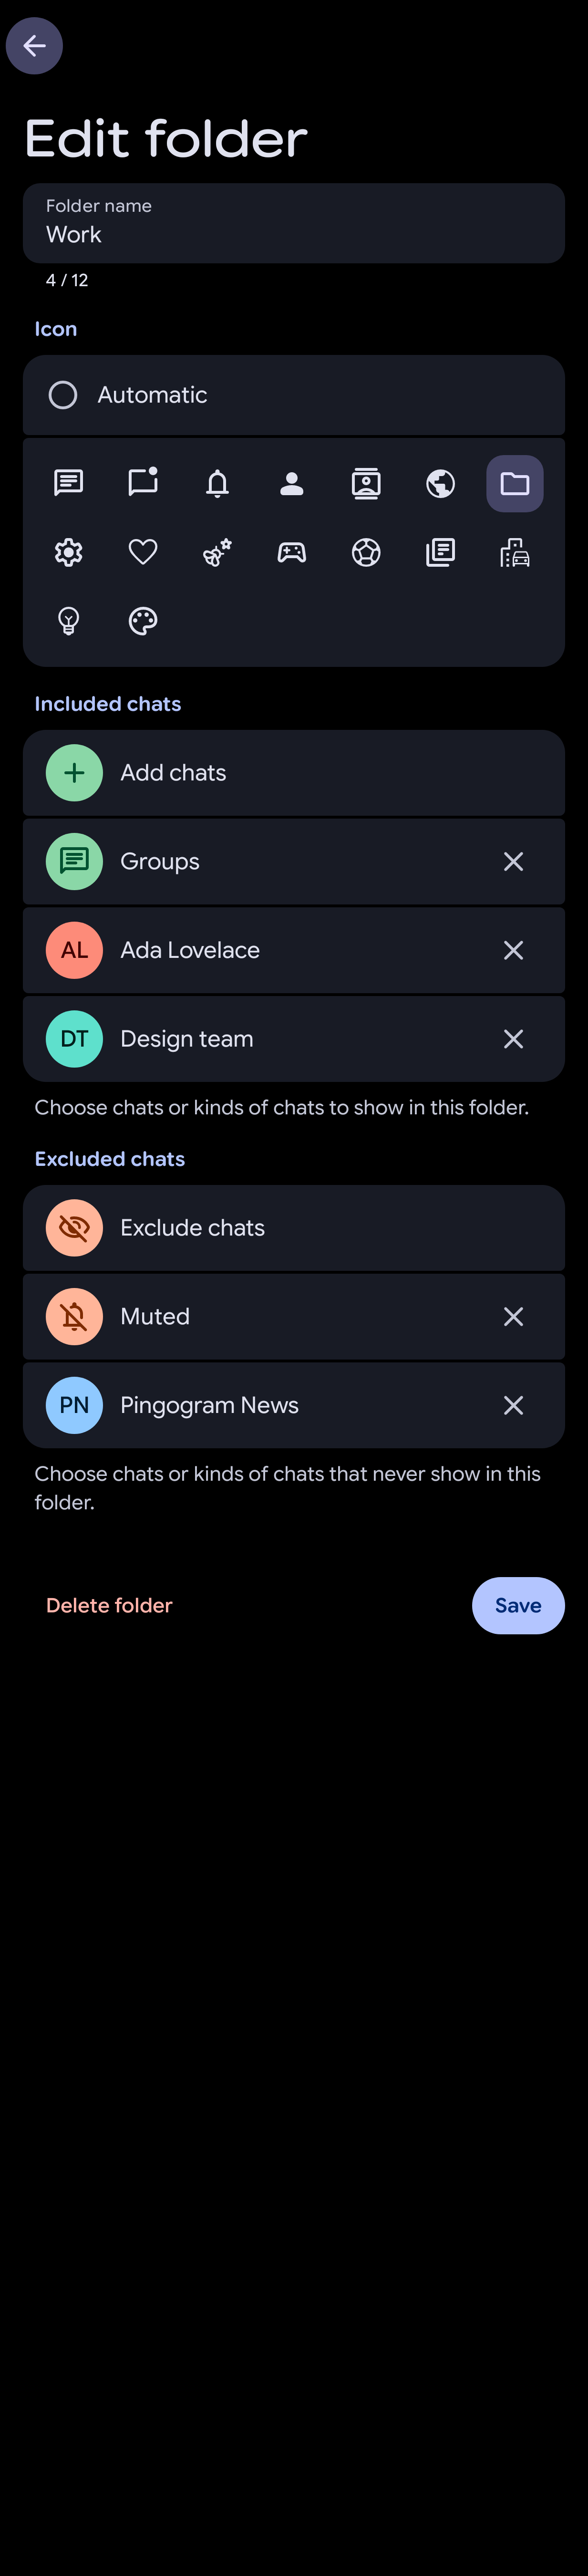 Edit folder
Folder name
Work
4 / 12
Icon
Automatic
Included chats
Add chats
Groups
AL
Ada Lovelace
DT
Design team
Choose chats or kinds of chats to show in this folder.
Excluded chats
Exclude chats
Muted
PN
Pingogram News
Choose chats or kinds of chats that never show in this
folder.
Delete folder
Save